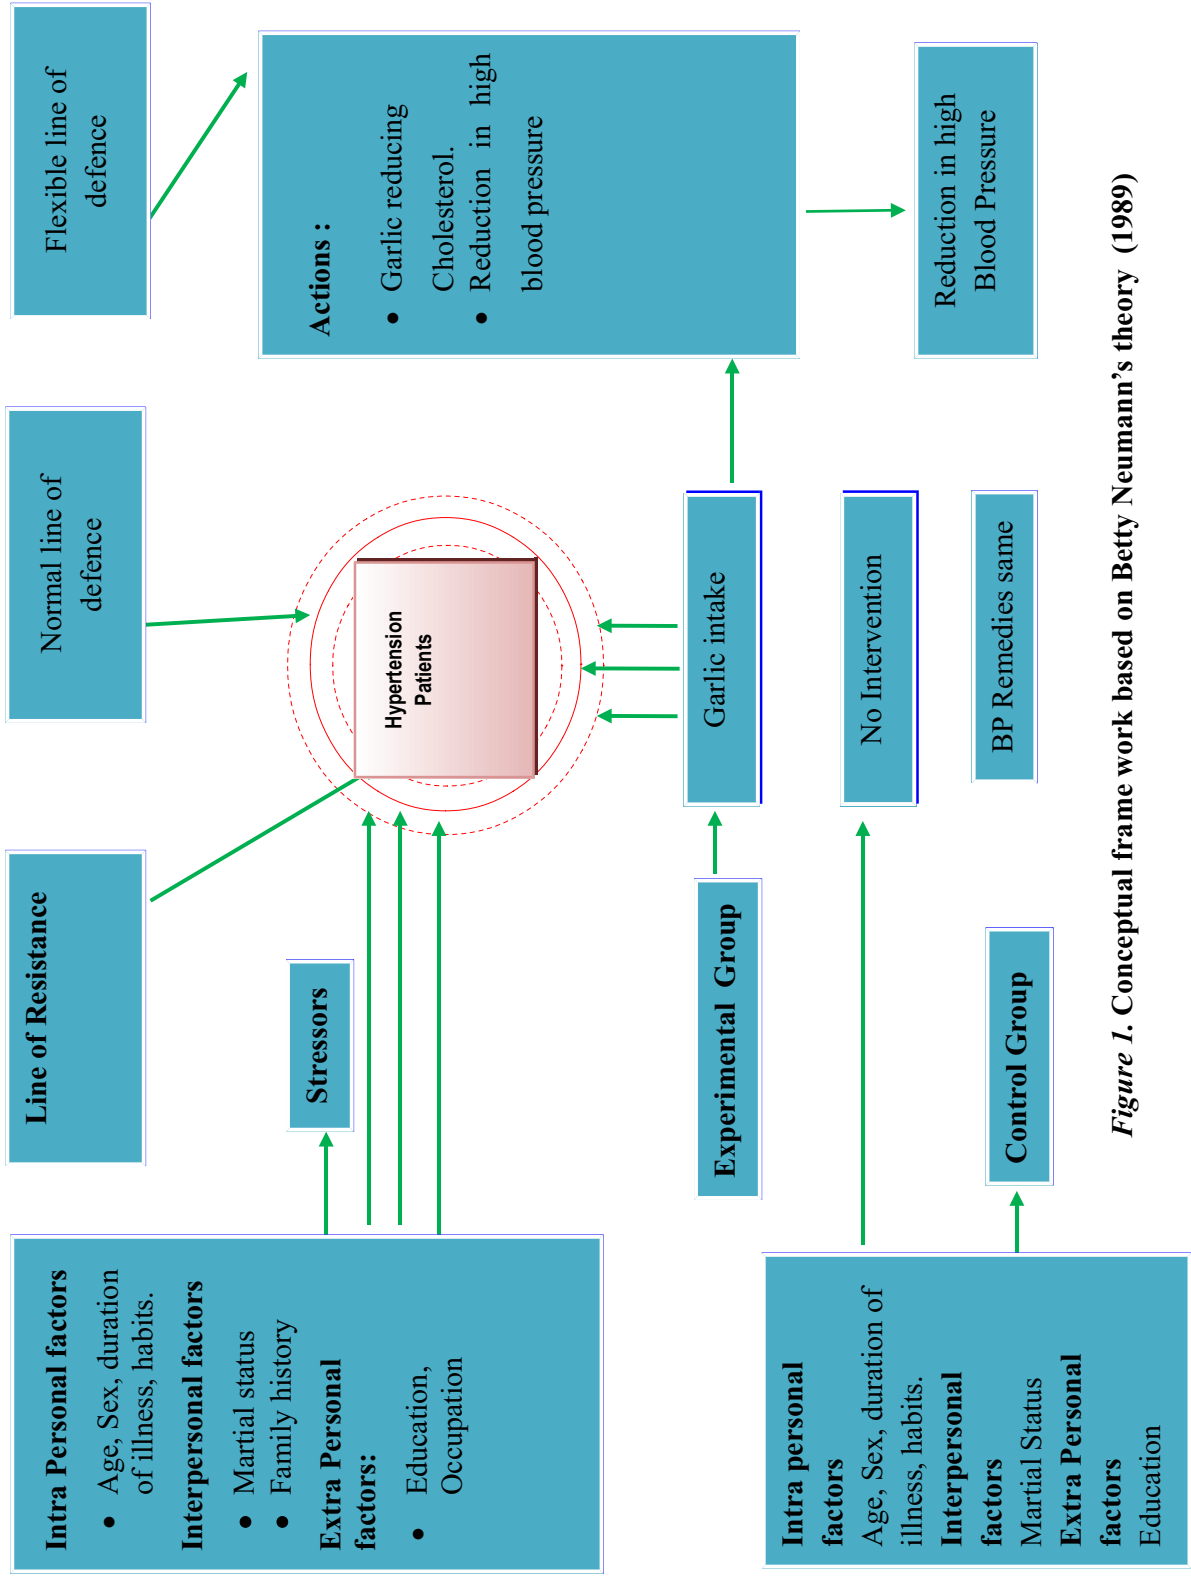 Line of Resistance
Normal line of
defence
Flexible line of
defence
Intra Personal factors
● Age, Sex, duration
of illness, habits.
Interpersonal factors
● Martial status
● Family history
Extra Personal
factors:
● Education,
Occupation
Stressors
Hypertension
Patients
Actions :
● Garlic reducing
Cholesterol.
● Reduction in high
blood pressure
Experimental Group
Garlic intake
Intra personal
factors
Age, Sex, duration of
illness, habits.
Interpersonal
factors
Martial Status
Extra Personal
factors
Education
No Intervention
Control Group
BP Remedies same
Reduction in high
Blood Pressure
Figure 1. Conceptual frame work based on Betty Neumann’s theory (1989)